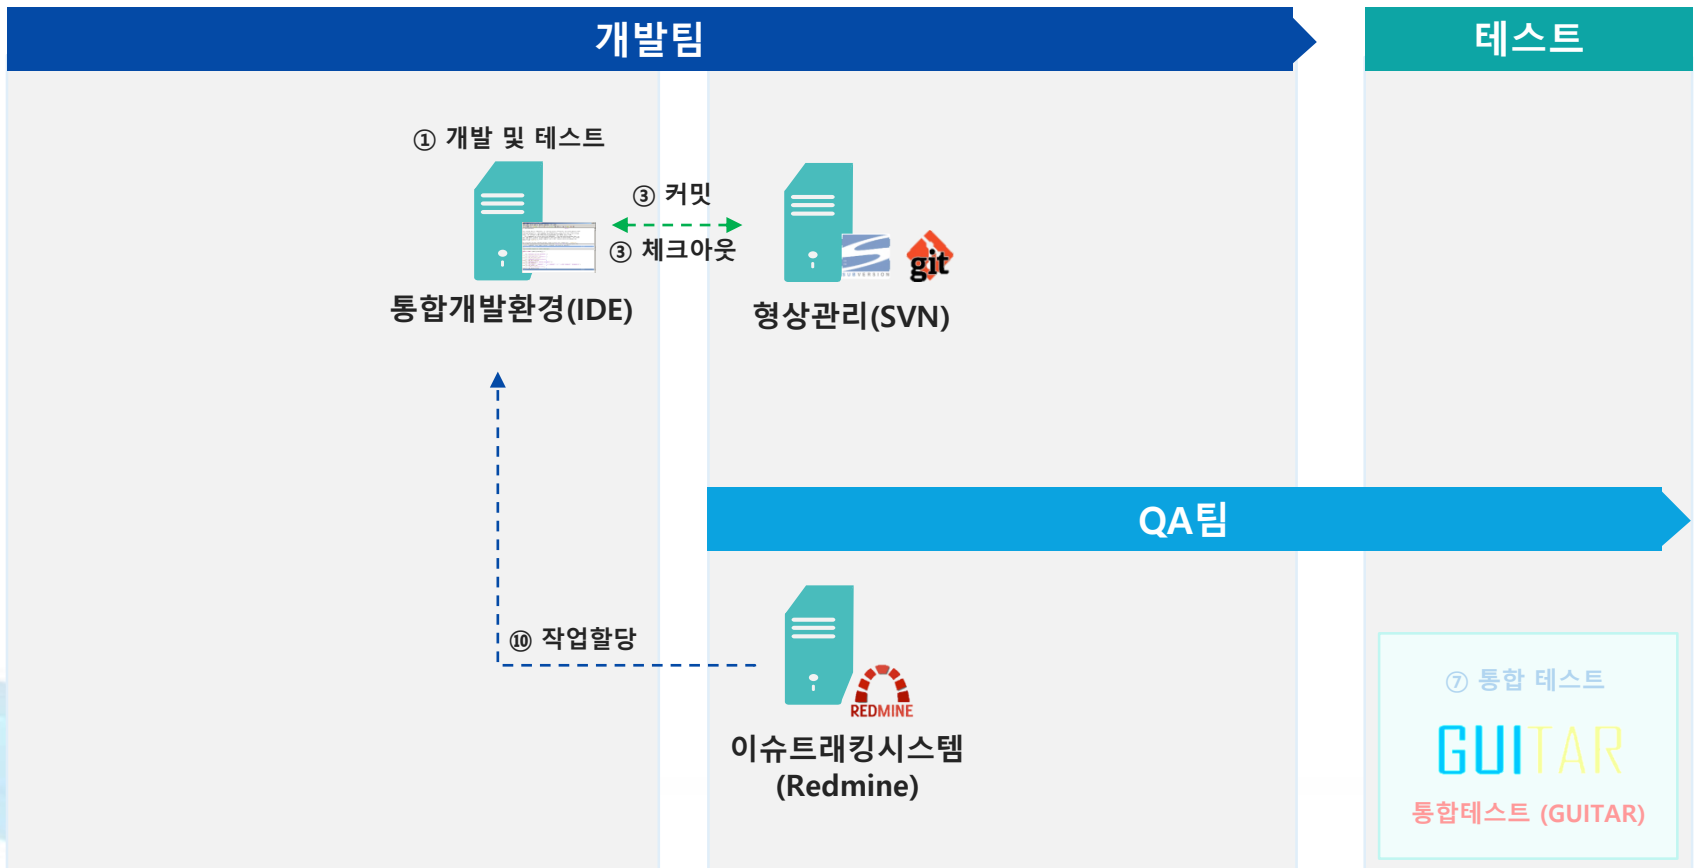 개발팀
테스트
① 개발 및 테스트
③ 커밋
③ 체크아웃
SUBVERSION
git
통합개발환경(IDE)
형상관리(SVN)
QA팀
⑩ 작업할당
REDMINE
이슈트래킹시스템
(Redmine)
⑦ 통합 테스트
GUITAR
통합테스트 (GUITAR)